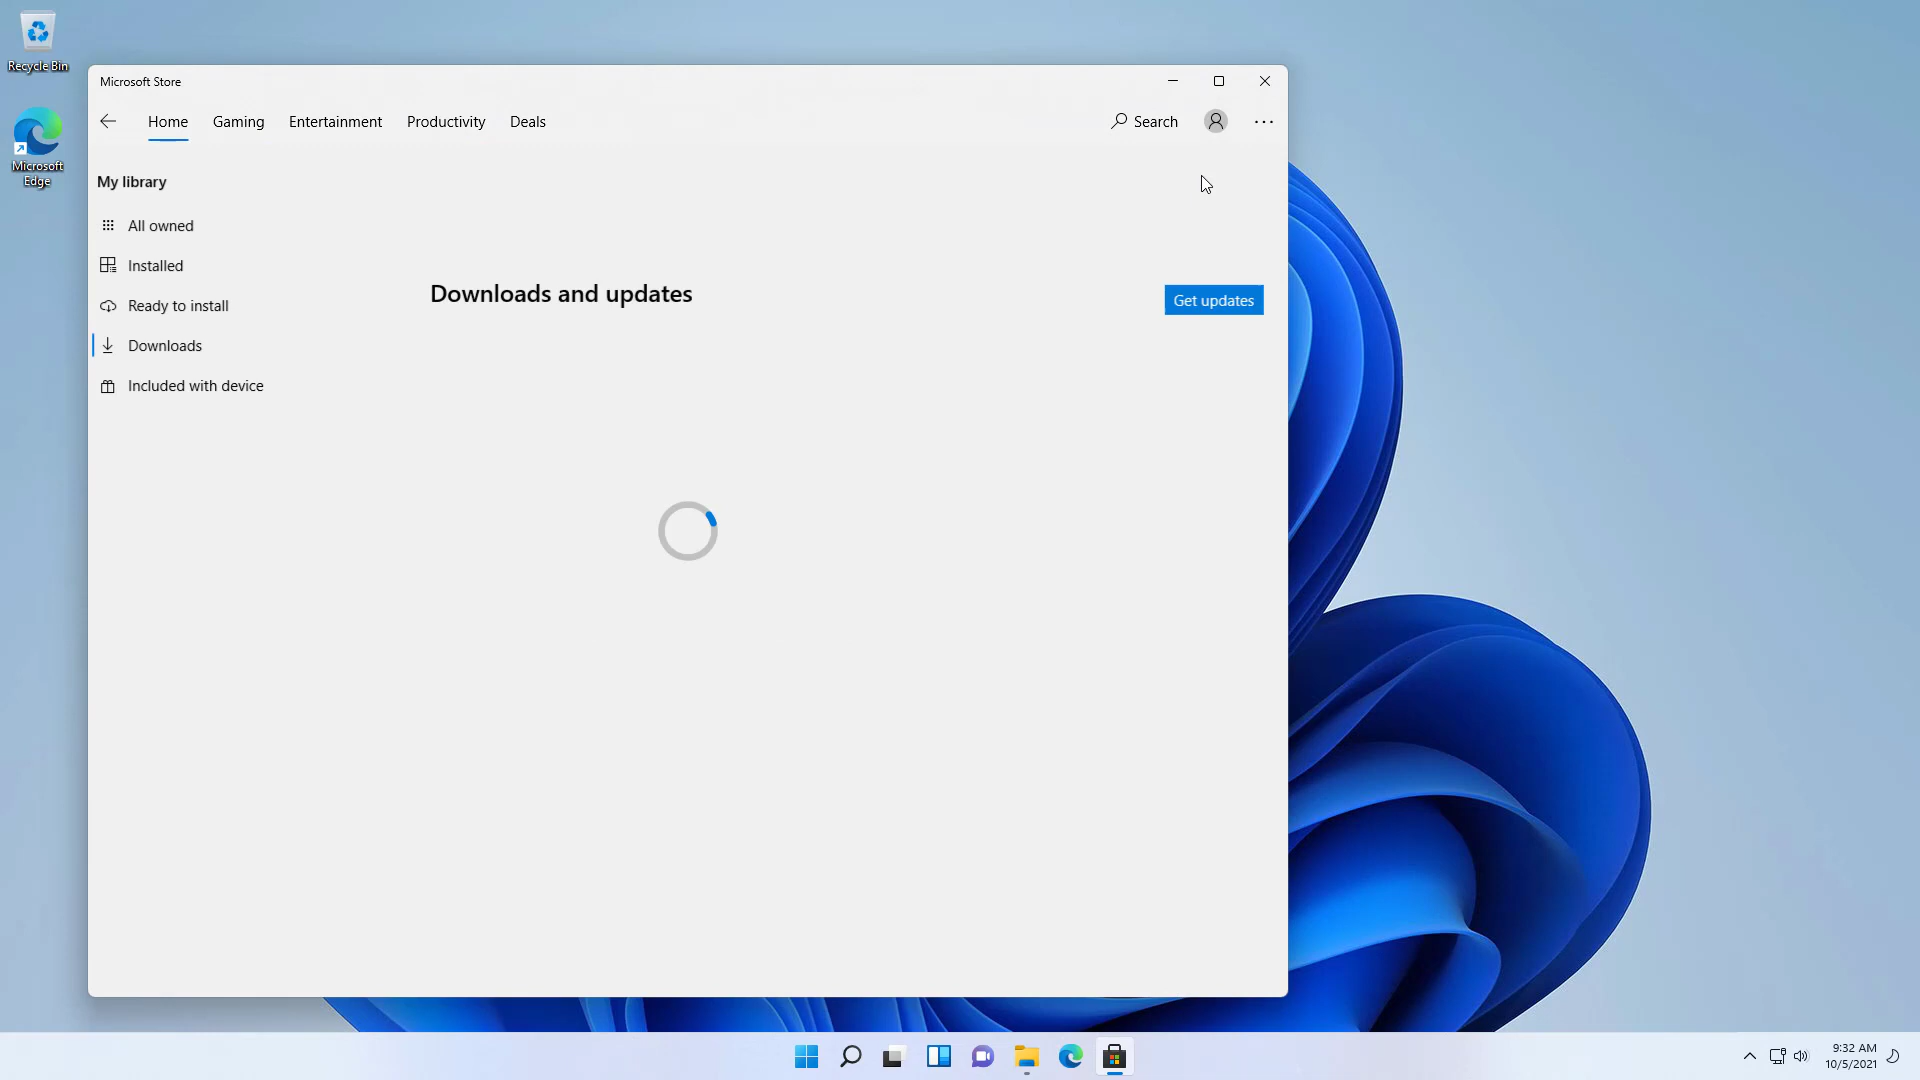 Recycle Bin
Microsoft
Edge
Microsoft Store
Home Gaming Entertainment Productivity Deals Search
My library
All owned
Installed
Ready to install
Downloads
Included with device
Downloads and updates
Get updates
9:32 AM
10/5/2021